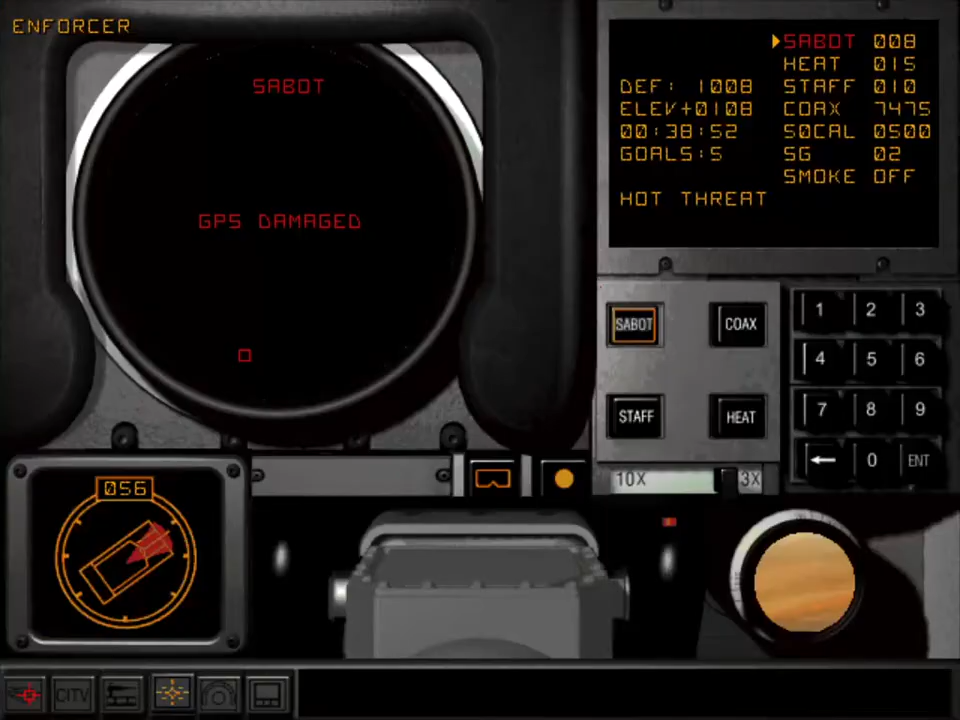 ENFORCER
SABOT
GPS DAMAGED
SABOT 008
HEAT 015
DEF: 1008 STAFF 010
ELEV+0108 COAX 7475
00:38:52 SOCAL 0500
GOALS:5 SG 02
SMOKE OFF
HOT THREAT
SABOT COAX
STAFF HEAT
10X 3X
1 2 3
4 5 6
7 8 9
0 ENT
056
CITV